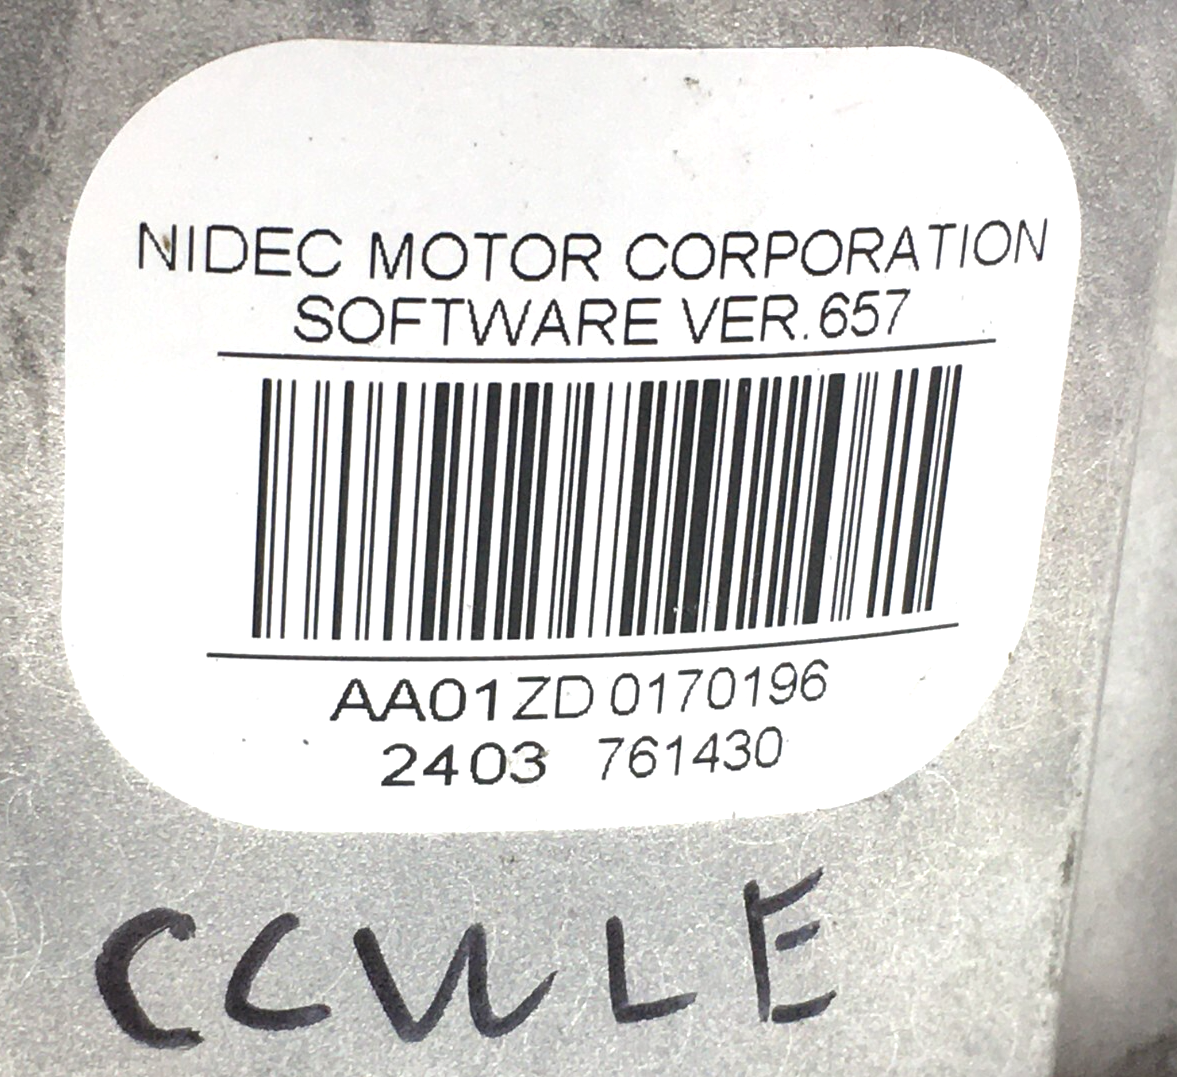 NIDEC MOTOR CORPORATION
SOFTWARE VER.657
AA01ZD 0170196
2403 761430
CCWLE